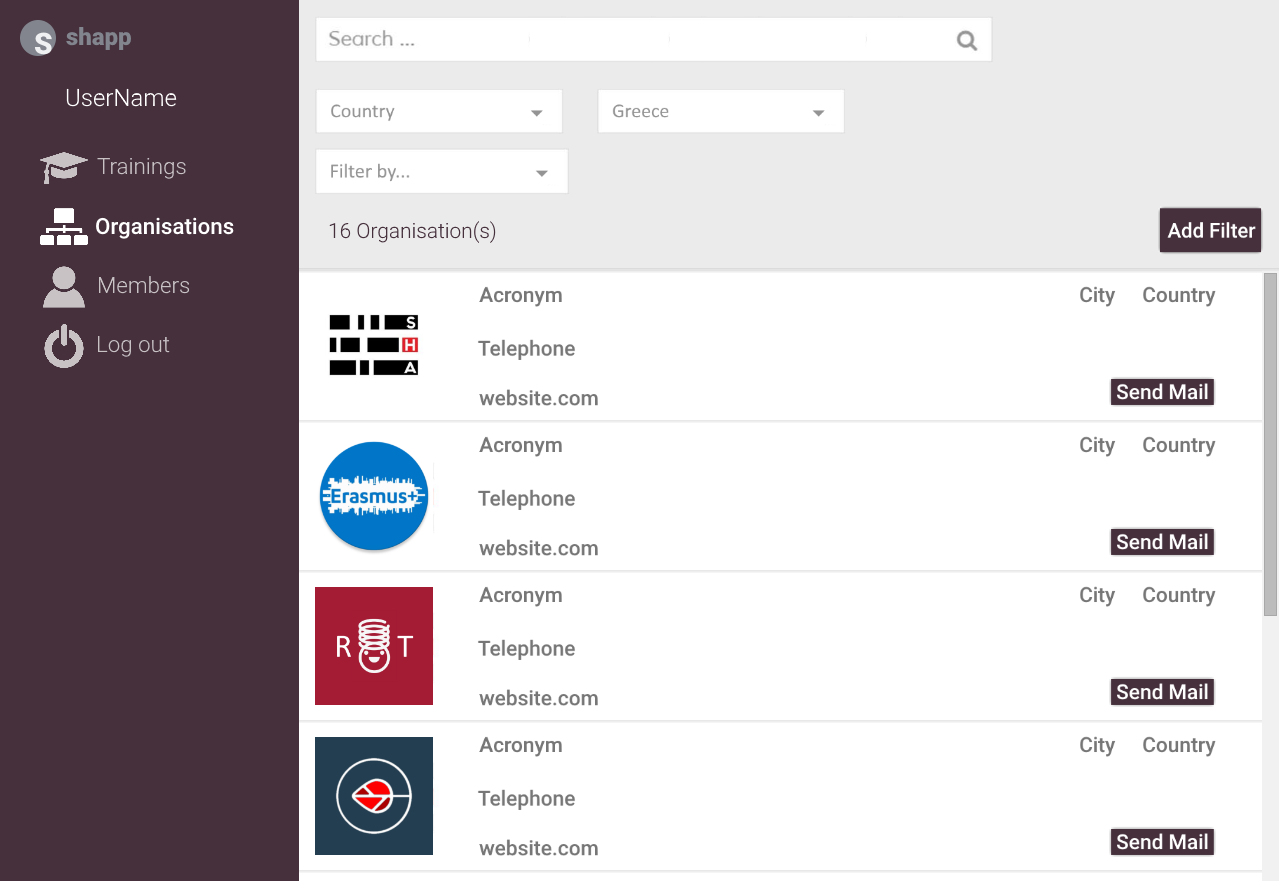 S shapp
UserName
Trainings
Organisations
Members
Log out
Search ...
Country
Greece
Filter by...
16 Organisation(s)
Add Filter
S
H
A
Acronym
City Country
Telephone
website.com
Send Mail
Erasmus+
Acronym
City Country
Telephone
website.com
Send Mail
R T
Acronym
City Country
Telephone
website.com
Send Mail
Acronym
City Country
Telephone
website.com
Send Mail